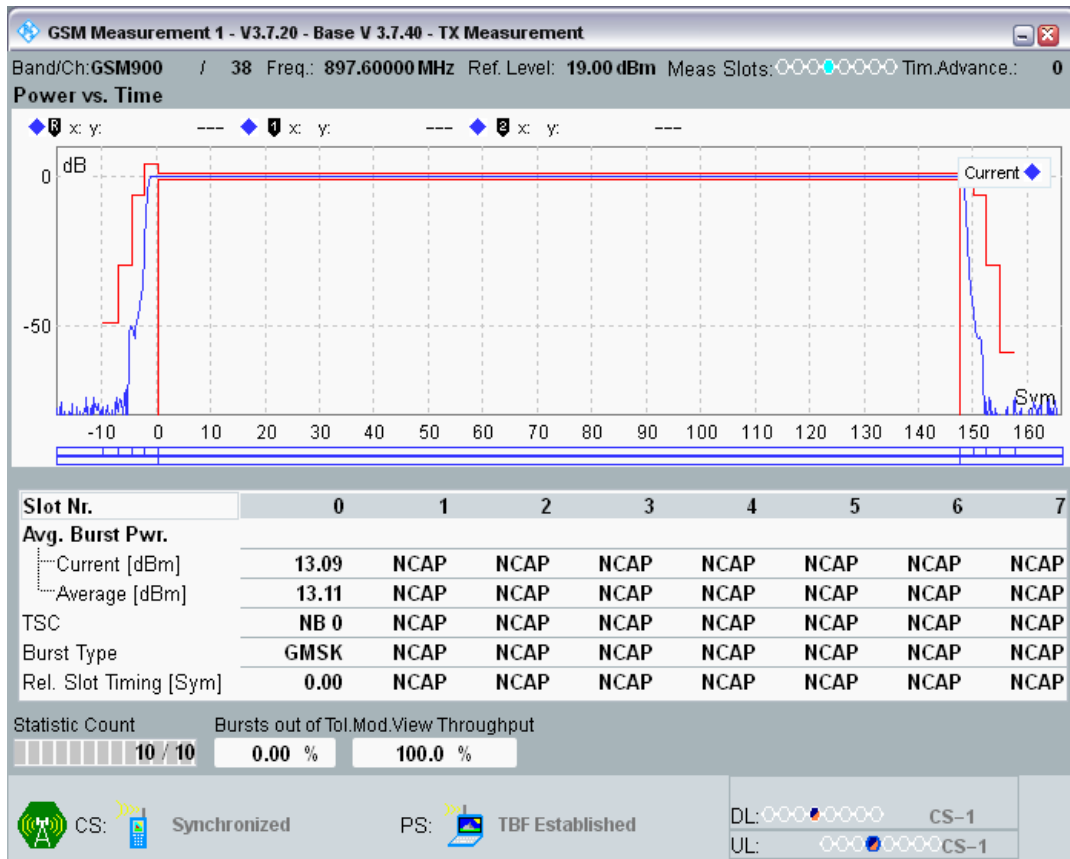 GSM Measurement 1 - V3.7.20 - Base V 3.7.40 - TX Measurement
Band/Ch:GSM900 / 38 Freq.: 897.60000 MHz Ref. Level: 19.00 dBm Meas Slots: Tim.Advance.: 0
Power vs. Time
R x: y: --- 1 x: y: --- 2 x: y: ---
dB
Current
0
-50
Sym
-10 0 10 20 30 40 50 60 70 80 90 100 110 120 130 140 150 160
Slot Nr. 0 1 2 3 4 5 6 7
Avg. Burst Pwr.
Current [dBm] 13.09 NCAP NCAP NCAP NCAP NCAP NCAP NCAP
Average [dBm] 13.11 NCAP NCAP NCAP NCAP NCAP NCAP NCAP
TSC NB 0 NCAP NCAP NCAP NCAP NCAP NCAP NCAP
Burst Type GMSK NCAP NCAP NCAP NCAP NCAP NCAP NCAP
Rel. Slot Timing [Sym] 0.00 NCAP NCAP NCAP NCAP NCAP NCAP NCAP
Statistic Count Bursts out of Tol.Mod.View Throughput
10 / 10 0.00 % 100.0 %
CS: Synchronized PS: TBF Established
DL: CS-1
UL: CS-1